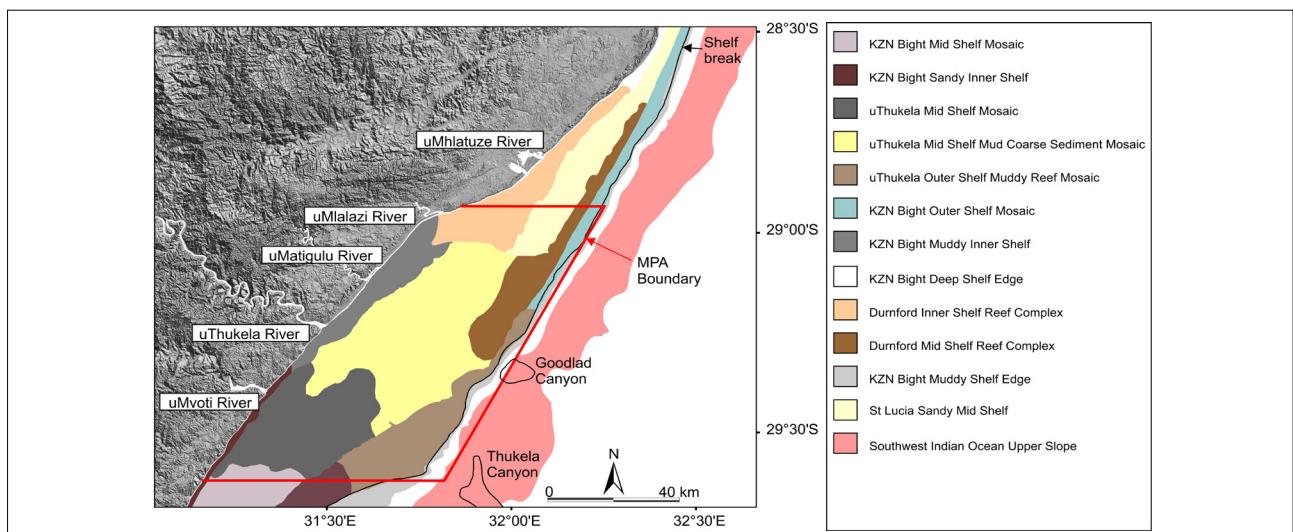 28°30'S
Shelf
break
uMhlatuze River
uMlalazi River
29°00'S
uMatigulu River
MPA
Boundary
uThukela River
Goodlad
Canyon
uMvoti River
29°30'S
Thukela
Canyon
N
0 40 km
31°30'E 32°00'E 32°30'E
KZN Bight Mid Shelf Mosaic
KZN Bight Sandy Inner Shelf
uThukela Mid Shelf Mosaic
uThukela Mid Shelf Mud Coarse Sediment Mosaic
uThukela Outer Shelf Muddy Reef Mosaic
KZN Bight Outer Shelf Mosaic
KZN Bight Muddy Inner Shelf
KZN Bight Deep Shelf Edge
Durnford Inner Shelf Reef Complex
Durnford Mid Shelf Reef Complex
KZN Bight Muddy Shelf Edge
St Lucia Sandy Mid Shelf
Southwest Indian Ocean Upper Slope